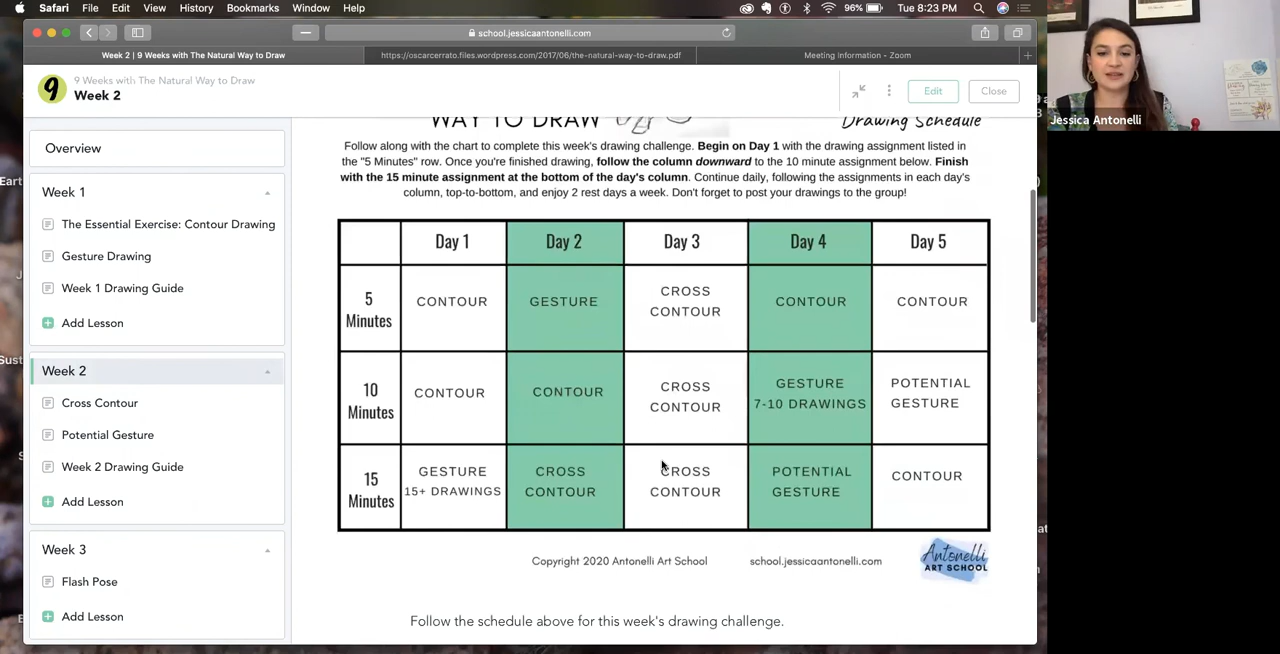 Safari File Edit View History Bookmarks Window Help
96% Tue 8:23 PM
school.jessicaantonelli.com
Week 2 | 9 Weeks with The Natural Way to Draw
https://oscarcerrato.files.wordpress.com/2017/06/the-natural-way-to-draw.pdf
Meeting Information - Zoom
9
9 Weeks with The Natural Way to Draw
Week 2
Edit
Close
Jessica Antonelli
Overview
Week 1
The Essential Exercise: Contour Drawing
Gesture Drawing
Week 1 Drawing Guide
Add Lesson
Week 2
Cross Contour
Potential Gesture
Week 2 Drawing Guide
Add Lesson
Week 3
Flash Pose
Add Lesson
WAY TO DRAW
Drawing Schedule
Follow along with the chart to complete this week's drawing challenge. Begin on Day 1 with the drawing assignment listed in
the "5 Minutes" row. Once you're finished drawing, follow the column downward to the 10 minute assignment below. Finish
with the 15 minute assignment at the bottom of the day's column. Continue daily, following the assignments in each day's
column, top-to-bottom, and enjoy 2 rest days a week. Don't forget to post your drawings to the group!
Day 1 Day 2 Day 3 Day 4 Day 5
5
Minutes
CONTOUR
GESTURE
CROSS
CONTOUR
CONTOUR
CONTOUR
10
Minutes
CONTOUR
CONTOUR
CROSS
CONTOUR
GESTURE
7-10 DRAWINGS
POTENTIAL
GESTURE
15
Minutes
GESTURE
15+ DRAWINGS
CROSS
CONTOUR
CROSS
CONTOUR
POTENTIAL
GESTURE
CONTOUR
Copyright 2020 Antonelli Art School
school.jessicaantonelli.com
Antonelli
ART SCHOOL
Follow the schedule above for this week's drawing challenge.